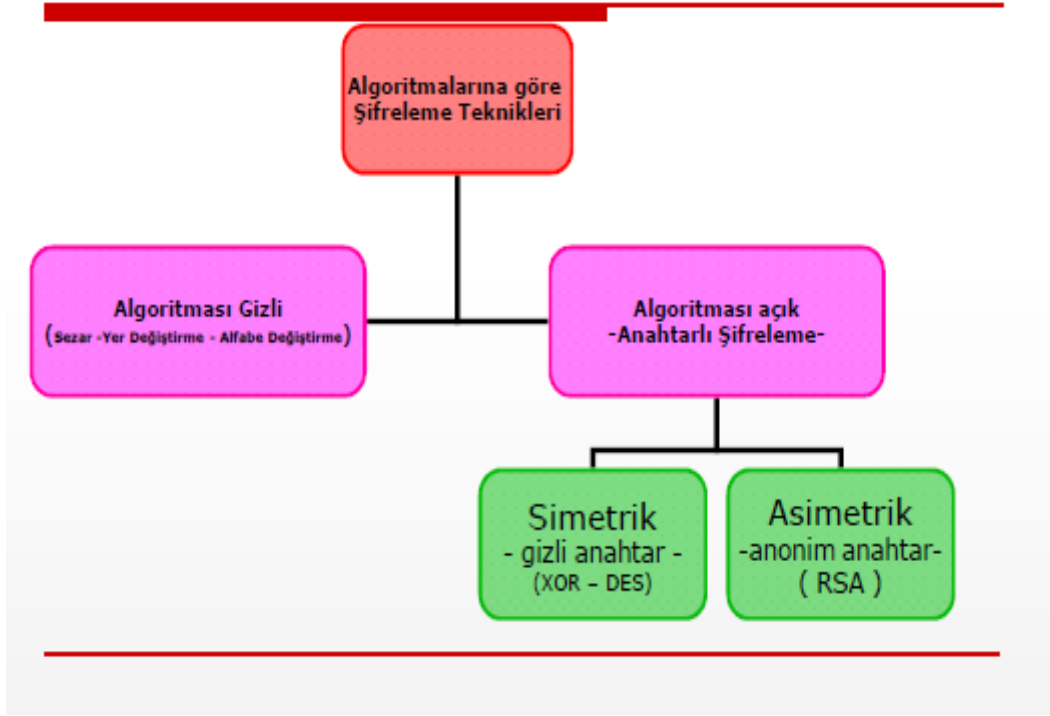 Algoritmalarına göre
Şifreleme Teknikleri
Algoritması Gizli
(Sezar -Yer Değiştirme - Alfabe Değiştirme)
Algoritması açık
-Anahtarlı Şifreleme-
Simetrik
- gizli anahtar -
(XOR – DES)
Asimetrik
-anonim anahtar-
( RSA )